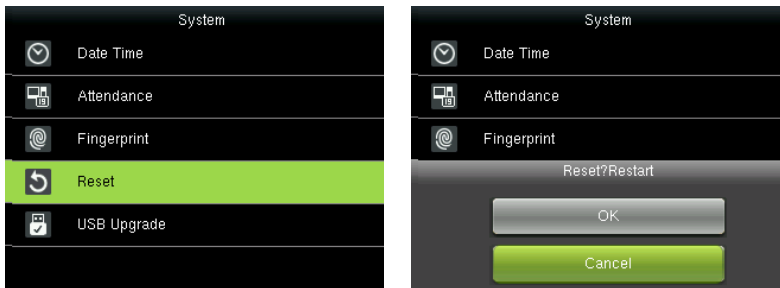 System
Date Time
Attendance
Fingerprint
Reset
USB Upgrade
System
Date Time
Attendance
Fingerprint
Reset?Restart
OK
Cancel